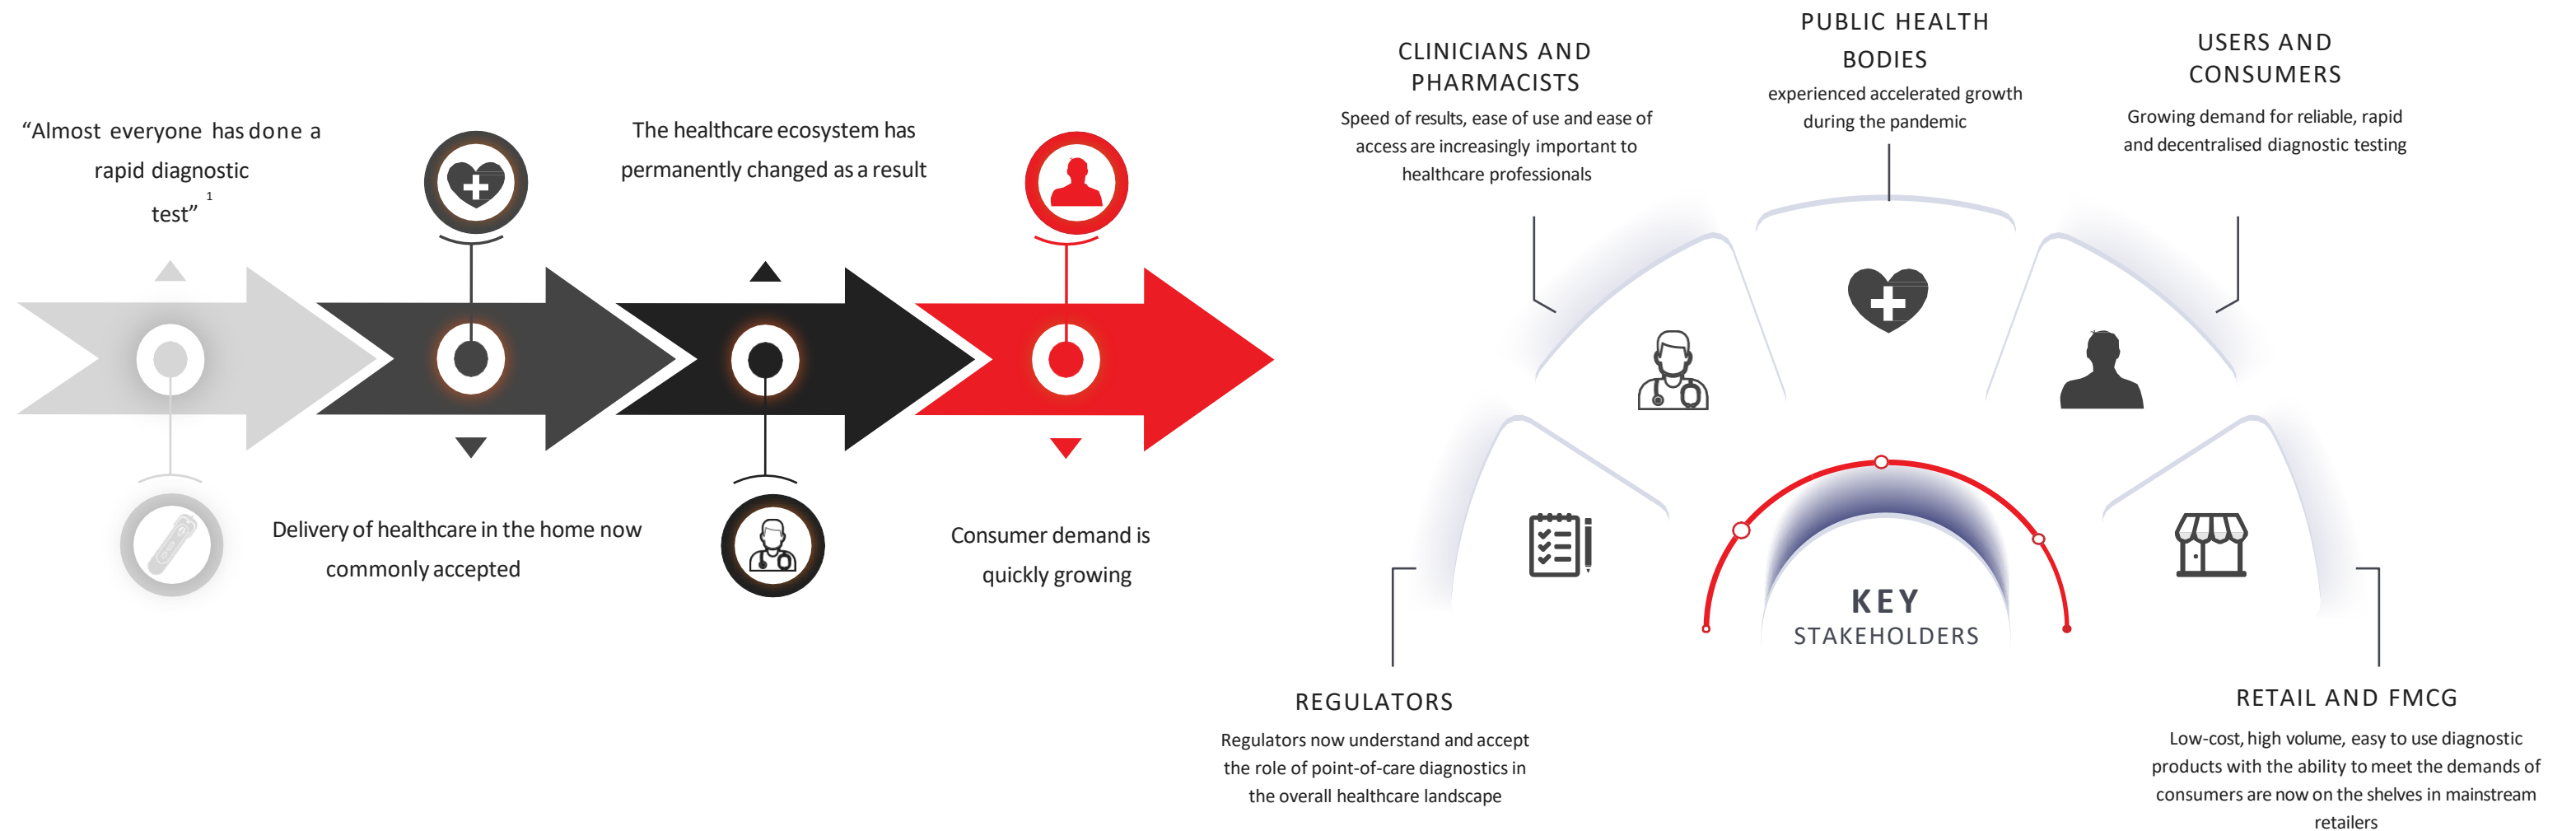 “Almost everyone has done a
rapid diagnostic
test” 1
Delivery of healthcare in the home now
commonly accepted
The healthcare ecosystem has
permanently changed as a result
Consumer demand is
quickly growing
REGULATORS
Regulators now understand and accept
the role of point-of-care diagnostics in
the overall healthcare landscape
CLINICIANS AND
PHARMACISTS
Speed of results, ease of use and ease of
access are increasingly important to
healthcare professionals
PUBLIC HEALTH
BODIES
experienced accelerated growth
during the pandemic
USERS AND
CONSUMERS
Growing demand for reliable, rapid
and decentralised diagnostic testing
RETAIL AND FMCG
Low-cost, high volume, easy to use diagnostic
products with the ability to meet the demands of
consumers are now on the shelves in mainstream
retailers
KEY
STAKEHOLDERS